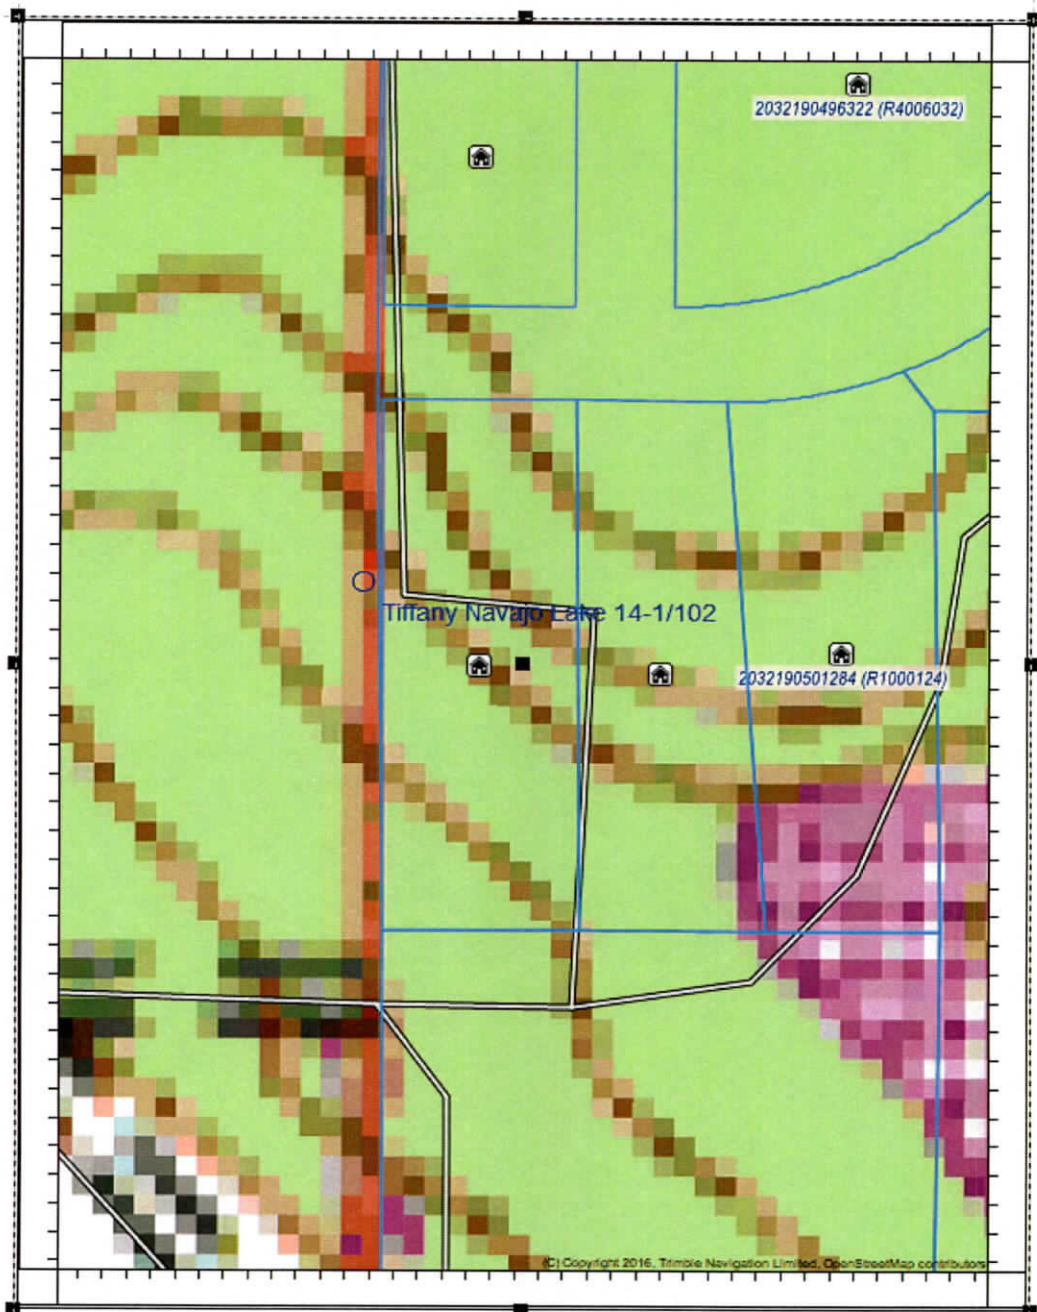 2032190496322 (R4006032)
Tiffany Navajo Lake 14-1/102
2032190501284 (R1000124)
(C) Copyright 2016, Trimble Navigation Limited, OpenStreetMap contributors